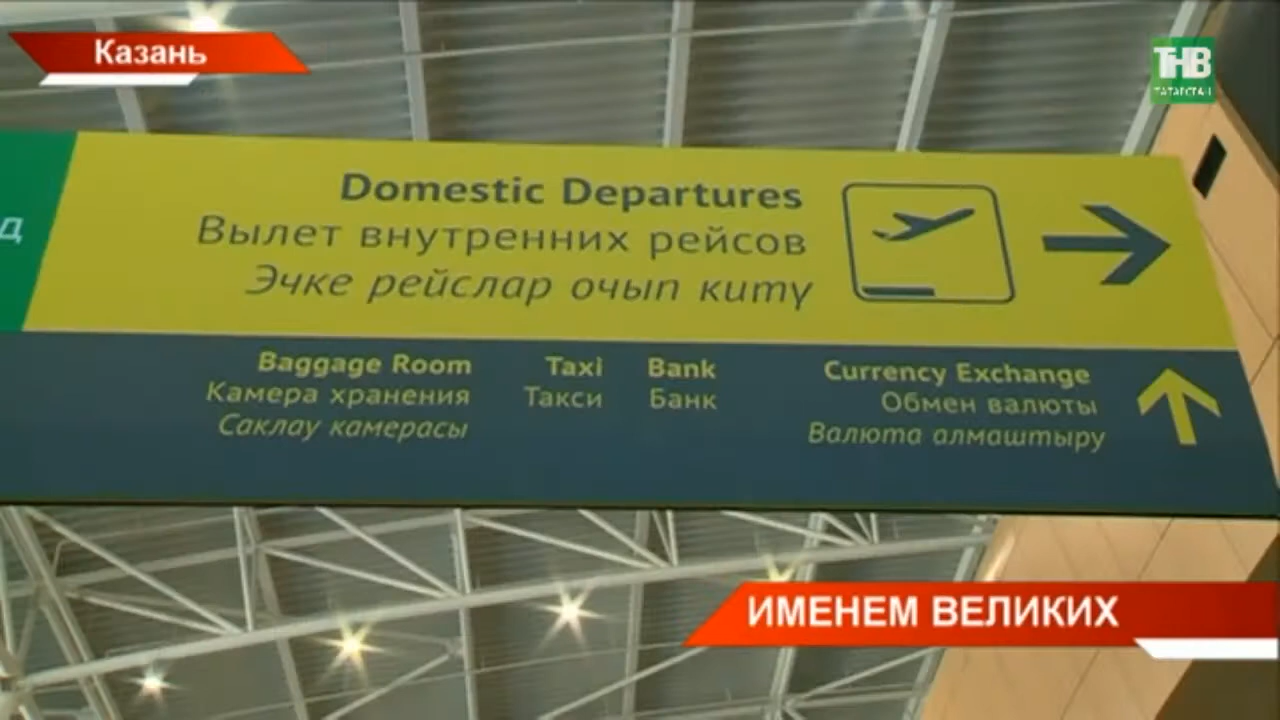 Казань
ТНВ
ТАТАРСТАН
Domestic Departures
Вылет внутренних рейсов
Эчке рейслар очып китү
Baggage Room
Камера хранения
Саклау камерасы
Taxi
Такси
Bank
Банк
Currency Exchange
Обмен валюты
Валюта алмаштыру
ИМЕНЕМ ВЕЛИКИХ